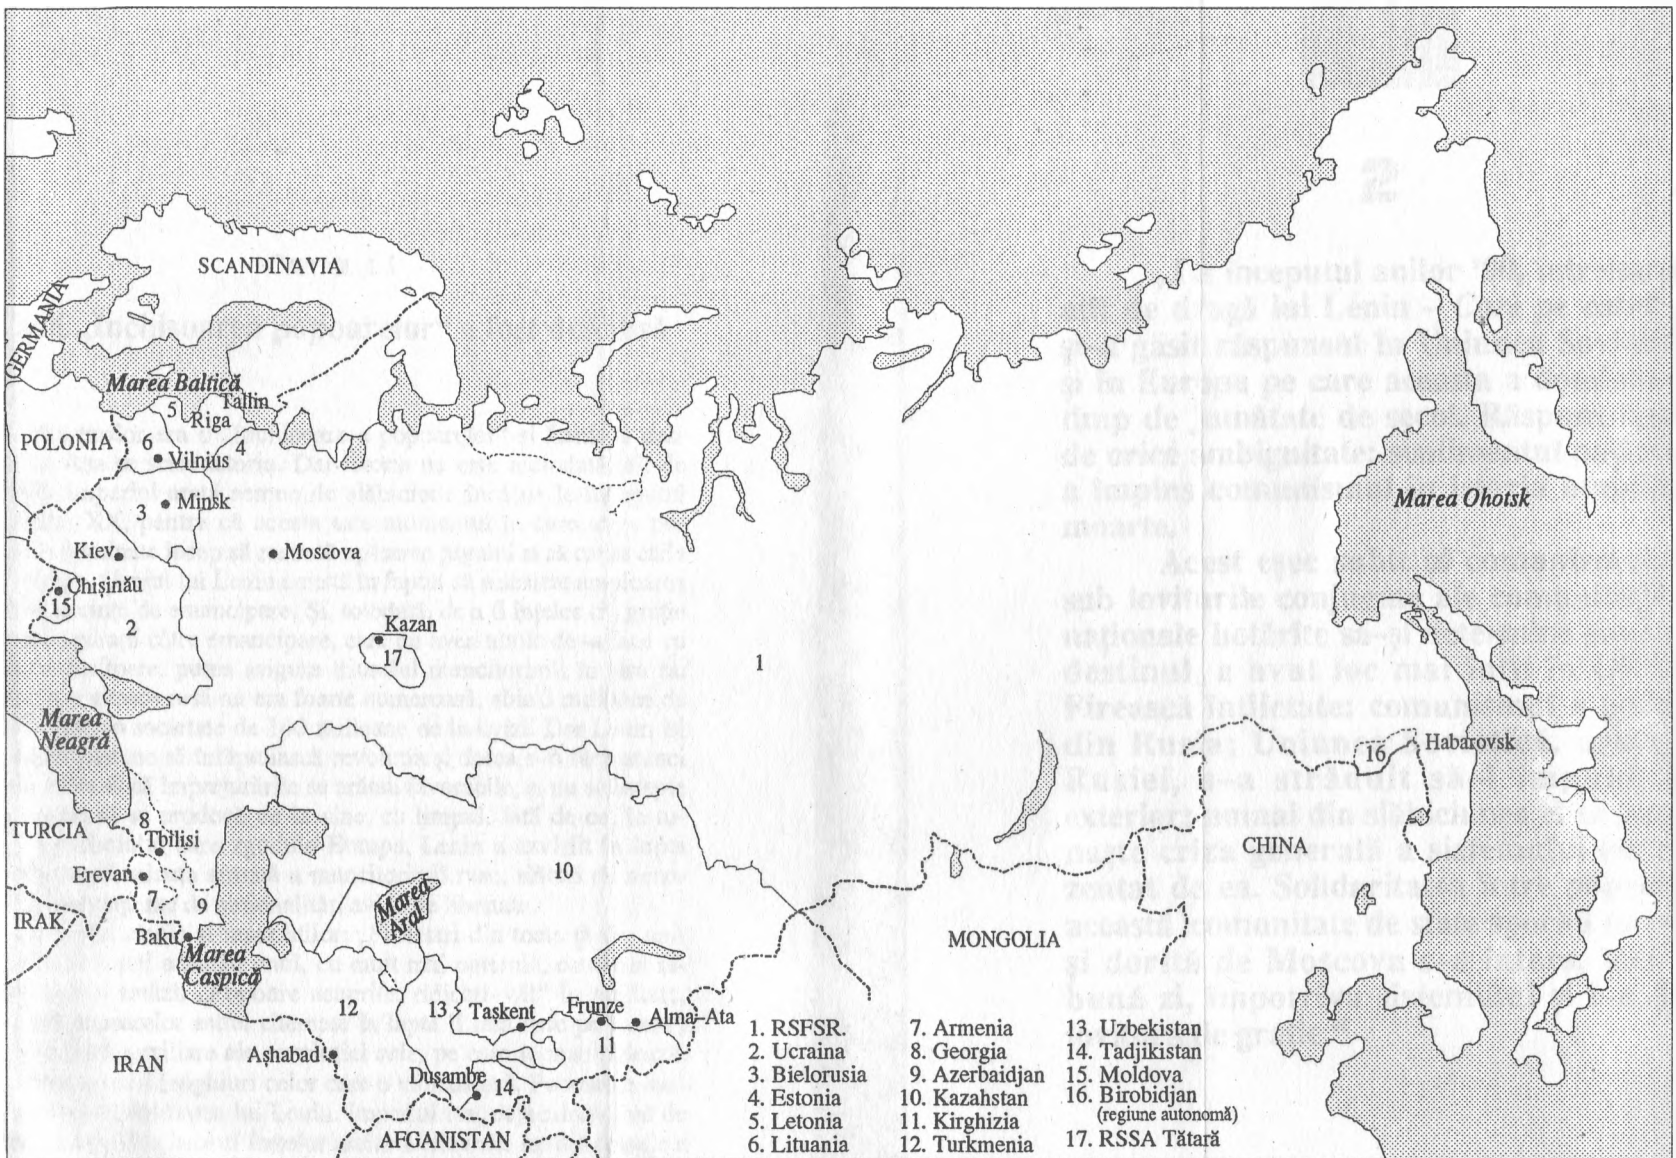 SCANDINAVIA
GERMANIA
Marea Baltică
Tallin
5
Riga
POLONIA
6
4
Vilnius
3
Minsk
Kiev
Moscova
Chișinău
15
2
Kazan
17
1
Marea Ohotsk
Marea
Neagră
Habarovsk
16
TURCIA
8
Tbilisi
CHINA
Erevan
7
9
10
Marea
Aral
IRAK
Baku
Marea
Caspică
MONGOLIA
12
13
Taşkent
Frunze
Alma-Ata
11
Aşhabad
IRAN
Duşambe
14
AFGANISTAN
1. RSFSR.
2. Ucraina
3. Bielorusia
4. Estonia
5. Letonia
6. Lituania
7. Armenia
8. Georgia
9. Azerbaidjan
10. Kazahstan
11. Kirghizia
12. Turkmenia
13. Uzbekistan
14. Tadjikistan
15. Moldova
16. Birobidjan
(regiune autonomă)
17. RSSA Tătară